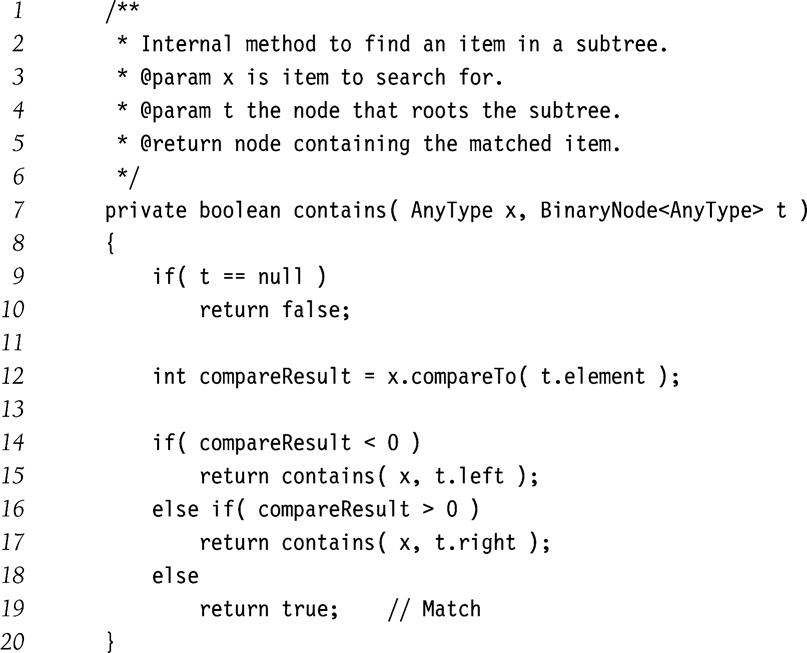 1 /**
2 * Internal method to find an item in a subtree.
3 * @param x is item to search for.
4 * @param t the node that roots the subtree.
5 * @return node containing the matched item.
6 */
7 private boolean contains( AnyType x, BinaryNode<AnyType> t )
8 {
9 if( t == null )
10 return false;
11
12 int compareResult = x.compareTo( t.element );
13
14 if( compareResult < 0 )
15 return contains( x, t.left );
16 else if( compareResult > 0 )
17 return contains( x, t.right );
18 else
19 return true; // Match
20 }